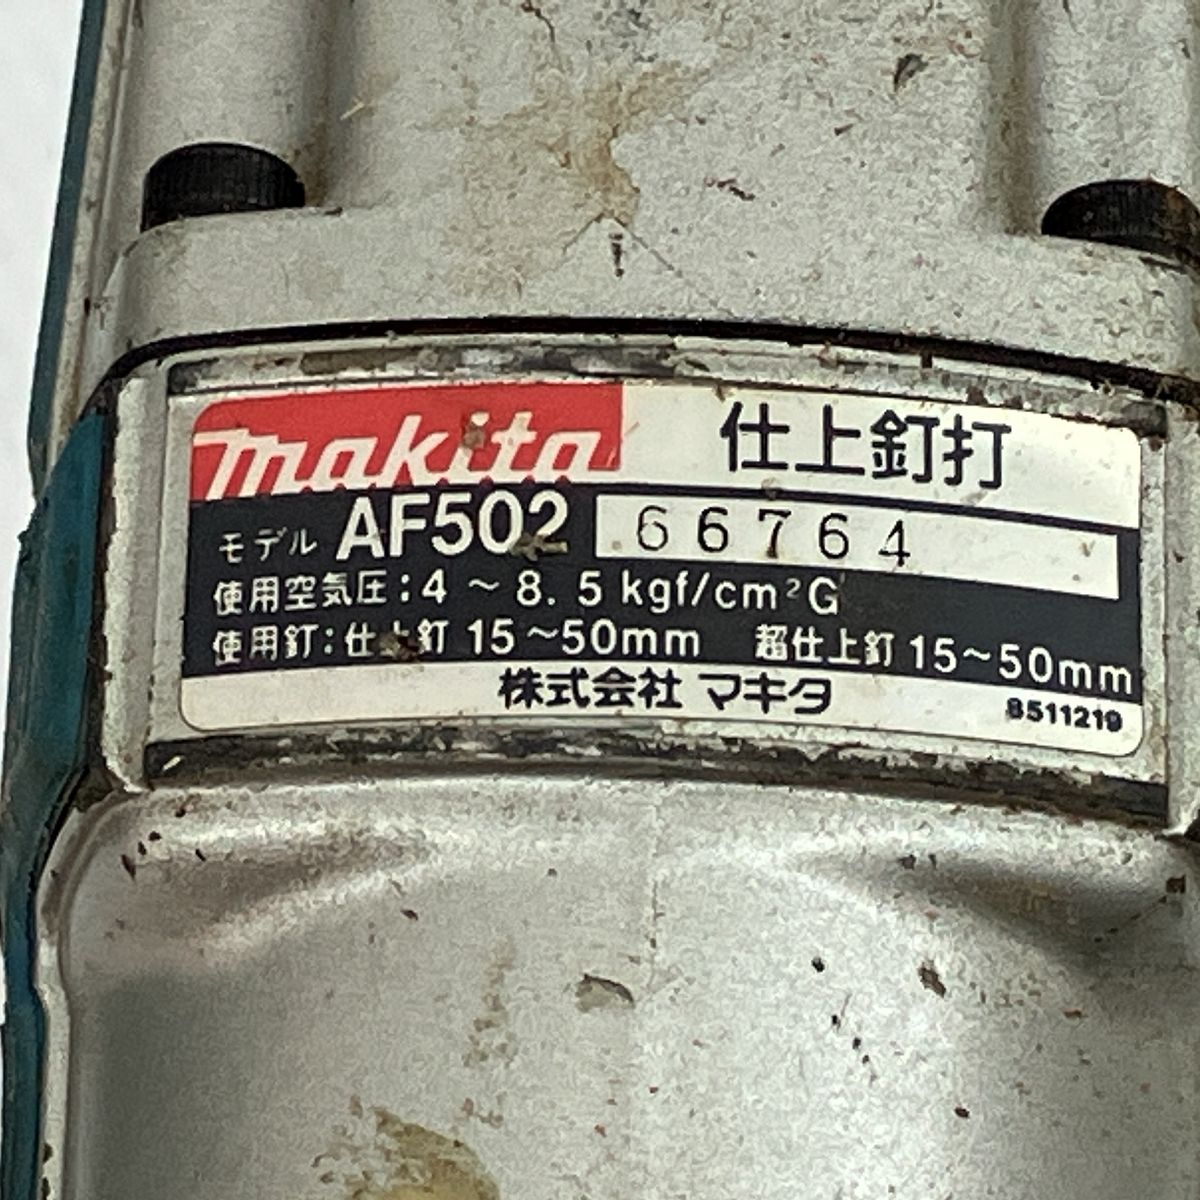 makita 仕上釘打
モデル AF502 66764
使用空気圧:4～8.5kgf/cm²G
使用釘:仕上釘 15～50mm 超仕上釘 15～50mm
株式会社 マキタ
8511219